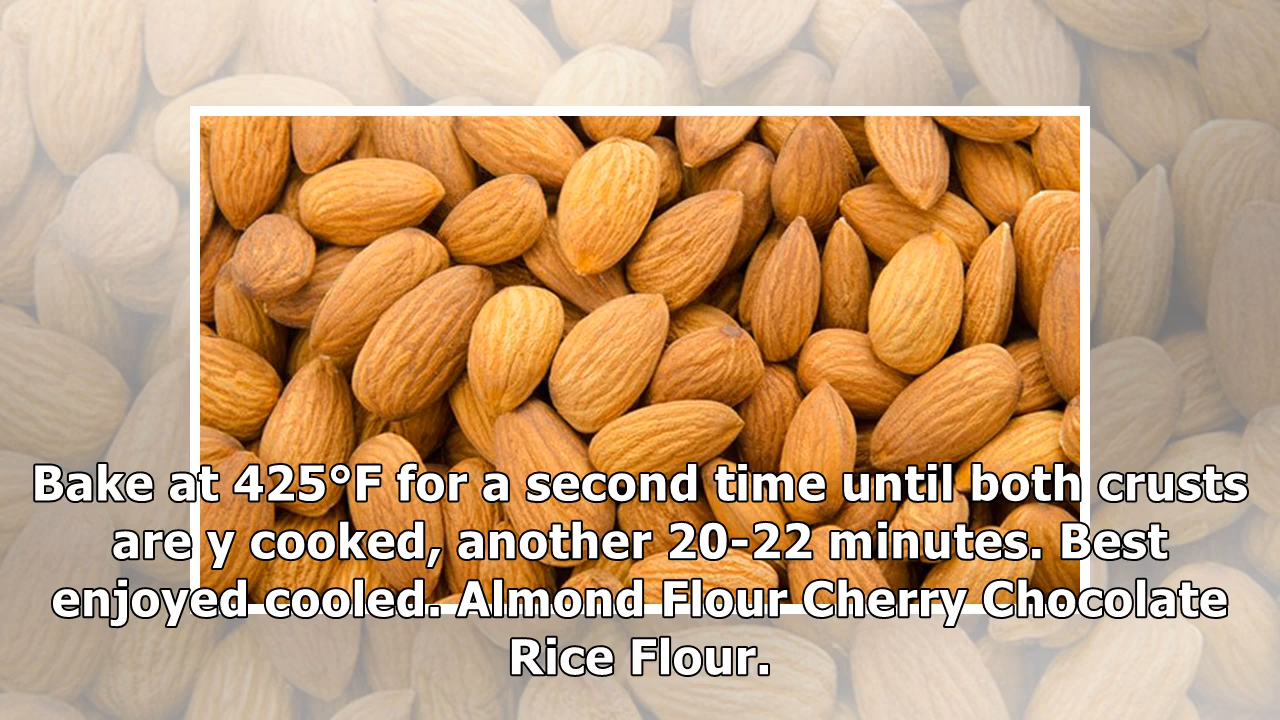 Bake at 425°F for a second time until both crusts
are y cooked, another 20-22 minutes. Best
enjoyed cooled. Almond Flour Cherry Chocolate
Rice Flour.